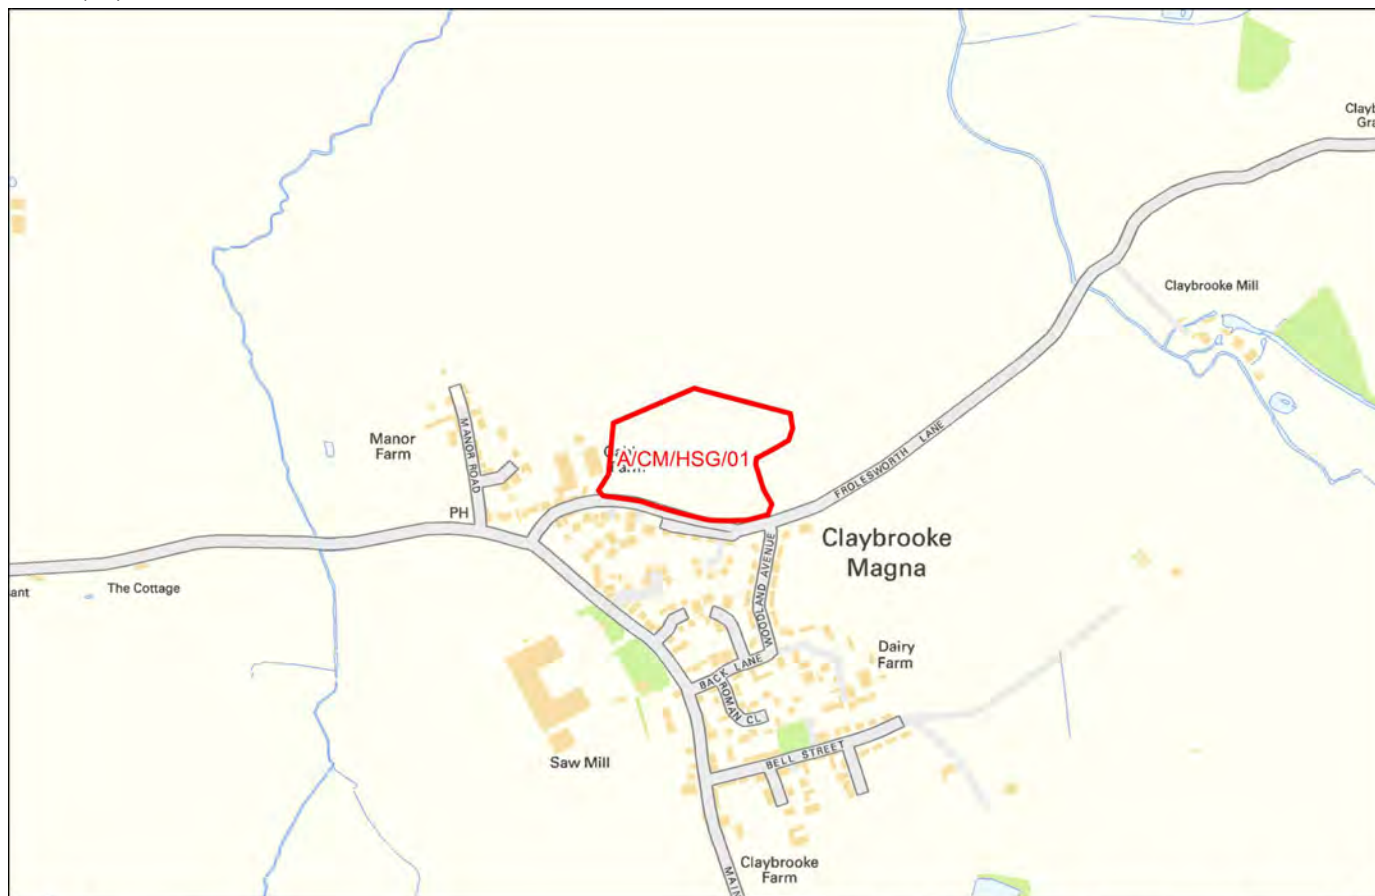 Clayb
Gra
Claybrooke Mill
Manor
Farm
MANOR ROAD
A/CM/HSG/01
Farm
FROLESWORTH LANE
PH
Claybrooke
Magna
ant
The Cottage
WOODLAND AVENUE
Dairy
Farm
BACK LANE
ROMAN CL
BELL STREET
Saw Mill
Claybrooke
Farm
MAIN